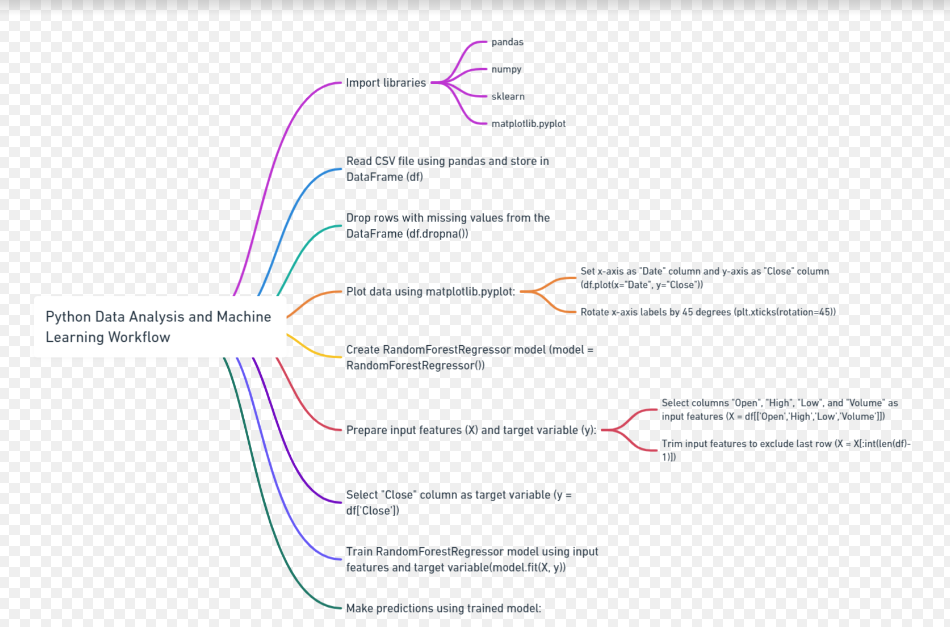 pandas
numpy
Import libraries
sklearn
matplotlib.pyplot
Read CSV file using pandas and store in
DataFrame (df)
Drop rows with missing values from the
DataFrame (df.dropna())
Set x-axis as "Date" column and y-axis as "Close" column
(df.plot(x="Date", y="Close"))
Plot data using matplotlib.pyplot:
Rotate x-axis labels by 45 degrees (plt.xticks(rotation=45))
Python Data Analysis and Machine
Learning Workflow
Create RandomForestRegressor model (model =
RandomForestRegressor())
Select columns "Open", "High", "Low", and "Volume" as
input features (X = df[['Open','High','Low','Volume']])
Prepare input features (X) and target variable (y):
Trim input features to exclude last row (X = X[:int(len(df)-
1)])
Select "Close" column as target variable (y =
df['Close'])
Train RandomForestRegressor model using input
features and target variable(model.fit(X, y))
Make predictions using trained model: